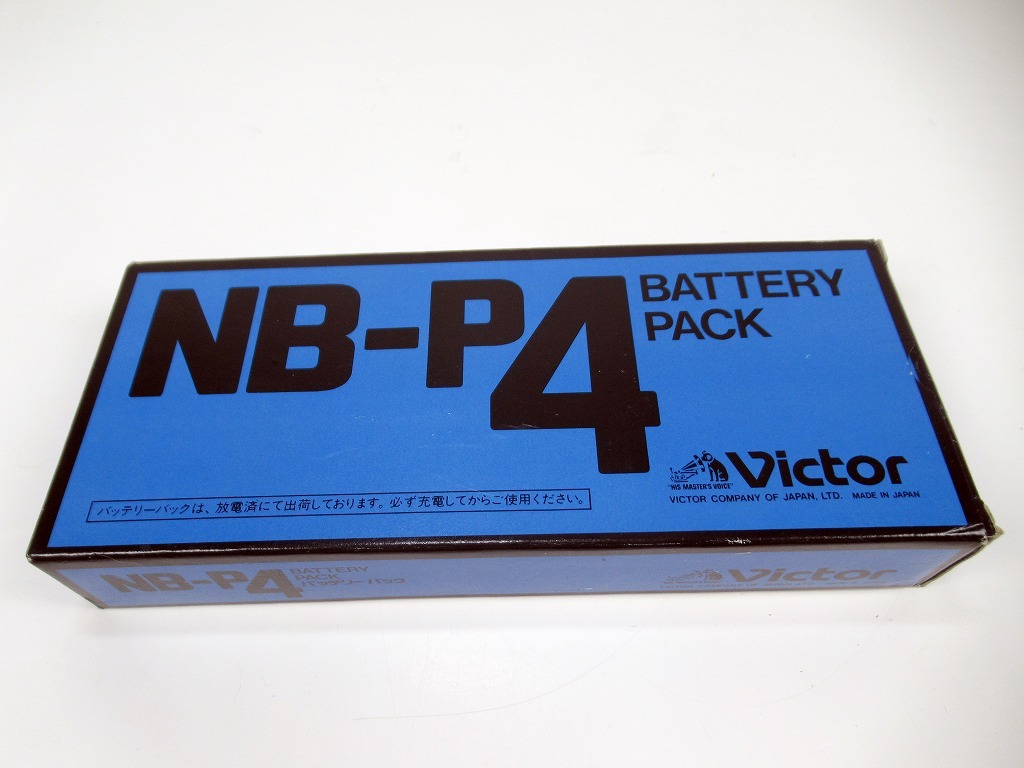 NB-P4
BATTERY
PACK
Victor
"HIS MASTER'S VOICE"
VICTOR COMPANY OF JAPAN, LTD. MADE IN JAPAN
バッテリーパックは、放電済にて出荷しております。必ず充電してからご使用ください。
NB-P4
BATTERY
PACK
バッテリーパック
Victor